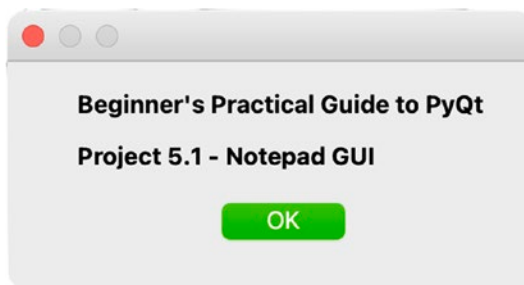 Beginner's Practical Guide to PyQt
Project 5.1 - Notepad GUI
OK